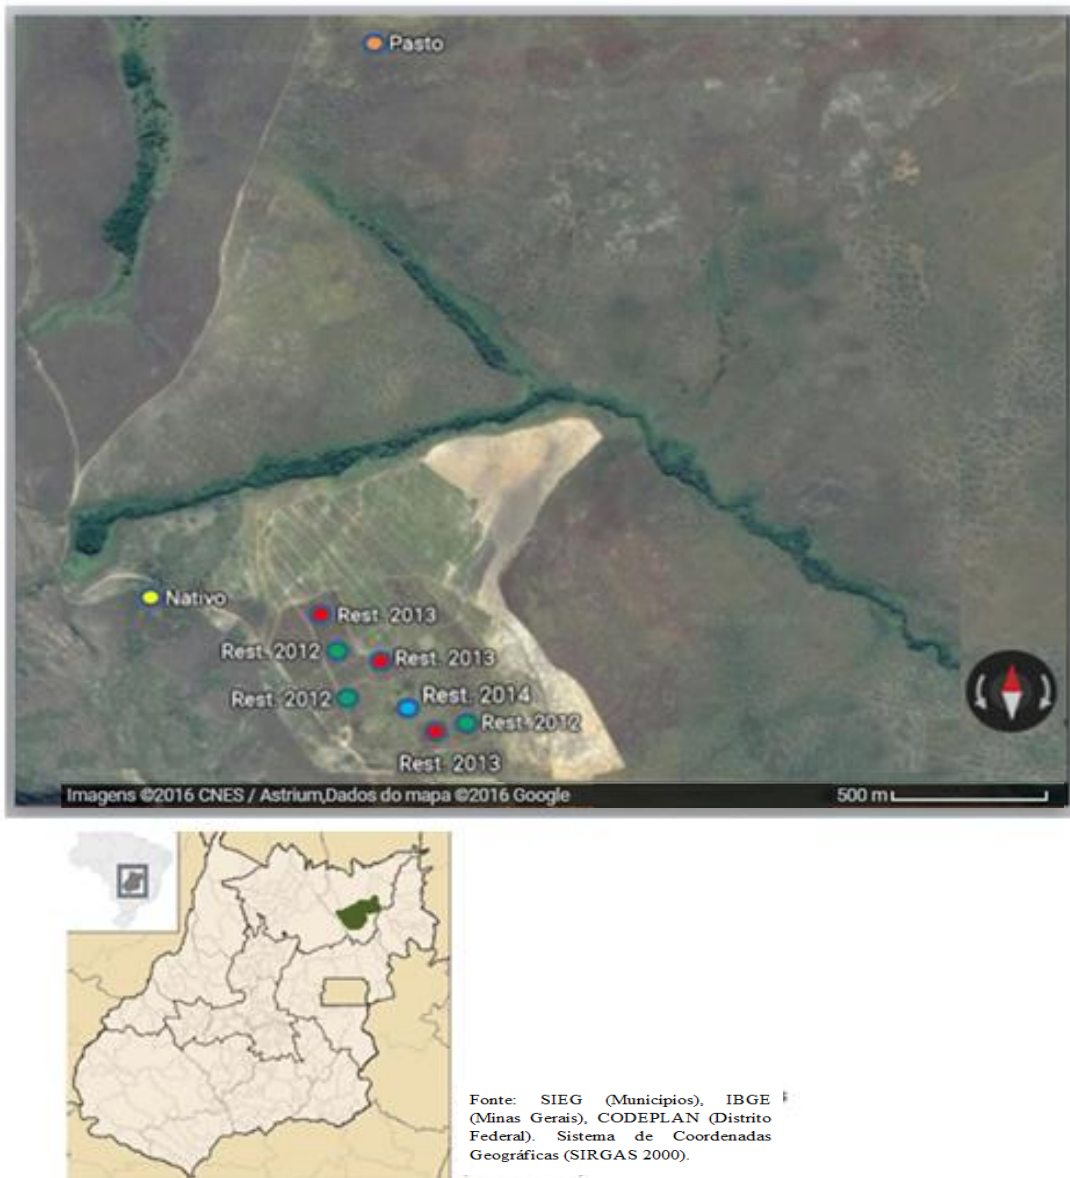 Pasto
Nativo
Rest. 2013
Rest. 2012
Rest. 2013
Rest. 2012
Rest. 2014
Rest. 2012
Rest. 2013
Imagens ©2016 CNES / Astrium,Dados do mapa ©2016 Google
500 m
Fonte: SIEG (Municípios), IBGE
(Minas Gerais), CODEPLAN (Distrito
Federal). Sistema de Coordenadas
Geográficas (SIRGAS 2000).